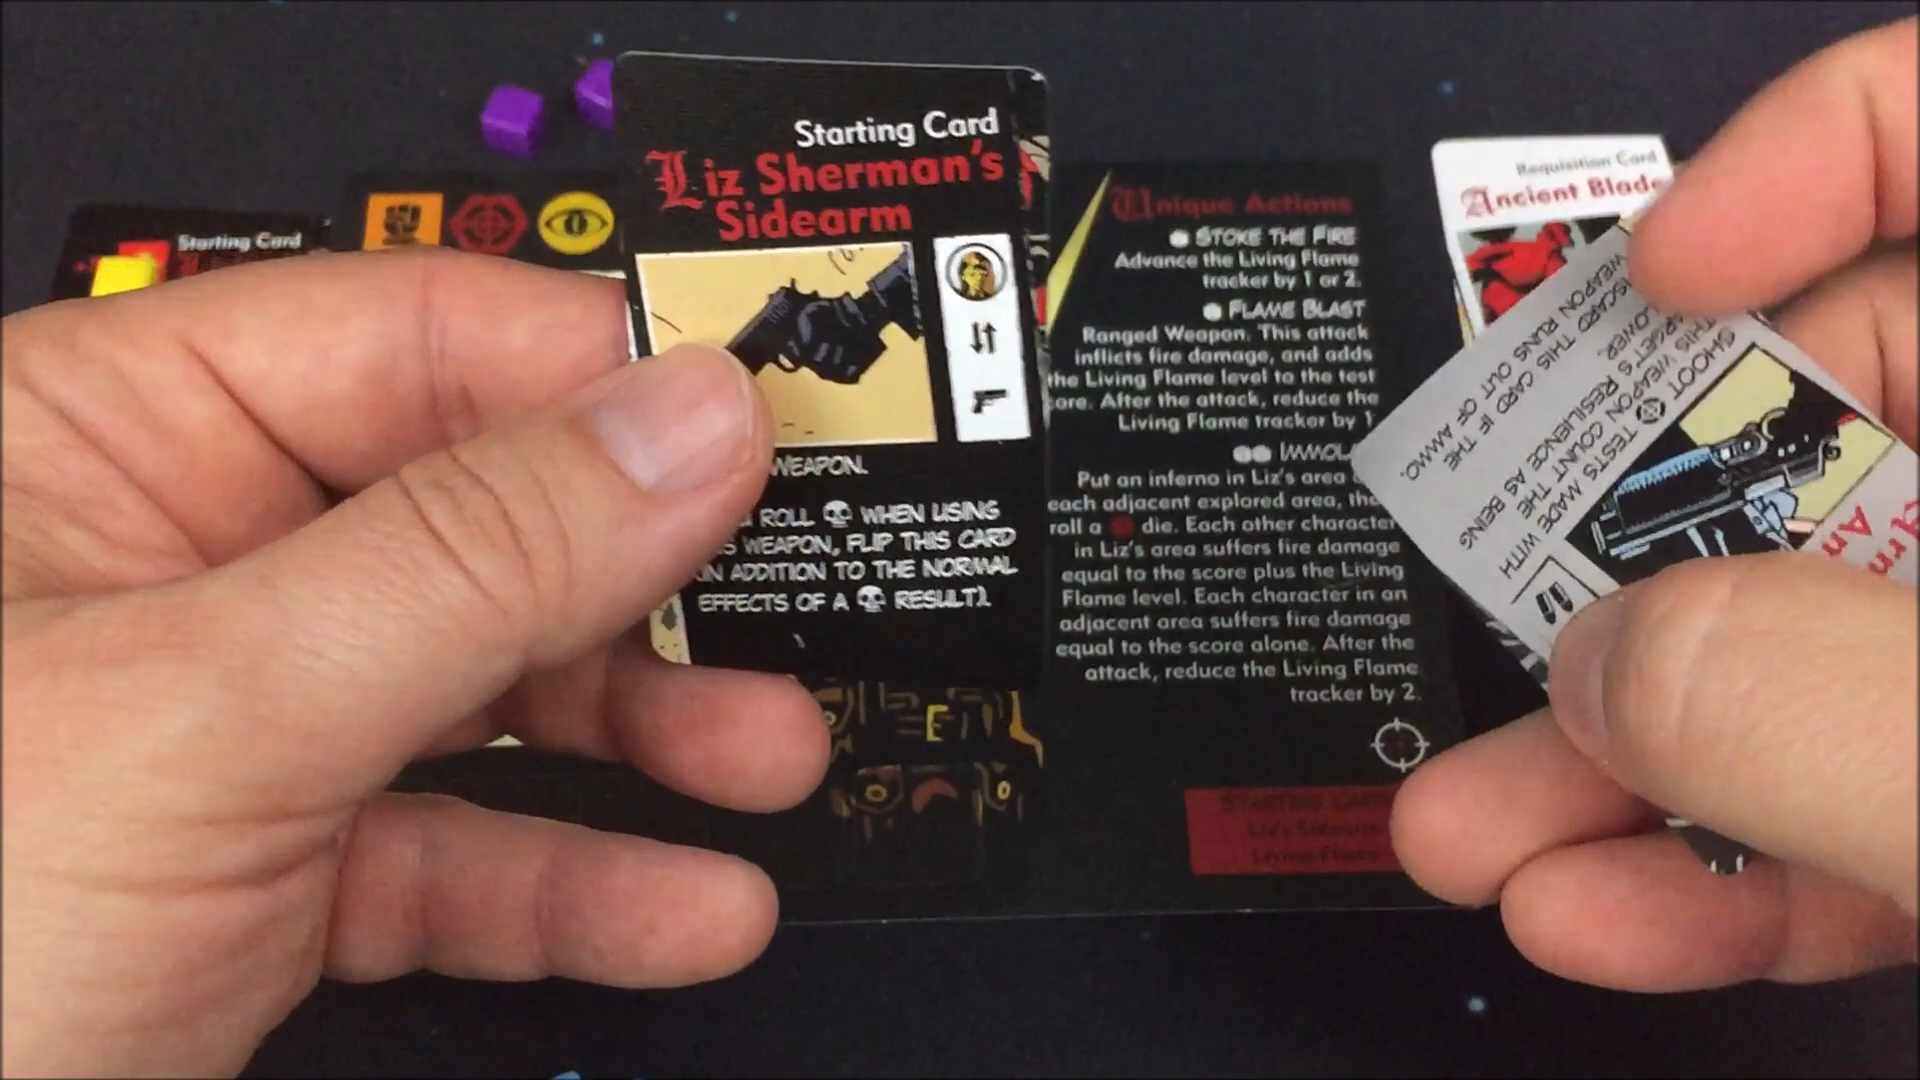 Starting Card
Liz Sherman's
Sidearm
WEAPON.
ROLL WHEN USING
WEAPON, FLIP THIS CARD
IN ADDITION TO THE NORMAL
EFFECTS OF A RESULT).
Starting Card
Unique Actions
STOKE THE FIRE
Advance the Living Flame
tracker by 1 or 2.
FLAME BLAST
Ranged Weapon. This attack
inflicts fire damage, and adds
the Living Flame level to the test
After the attack, reduce the
Living Flame tracker by 1
Put an inferno in Liz's area
each adjacent explored area,
roll a die. Each other character
in Liz's area suffers fire damage
equal to the score plus the Living
Flame level. Each character in an
adjacent area suffers fire damage
equal to the score alone. After the
attack, reduce the Living Flame
tracker by 2.
Requisition Card
Ancient Blade
SHOOT TESTS MADE WITH
THIS WEAPON COUNT THE
RESILIENCE AS BEING
LOWER.
THIS CARD IF THE
WEAPON RUNS OUT OF AMMO.